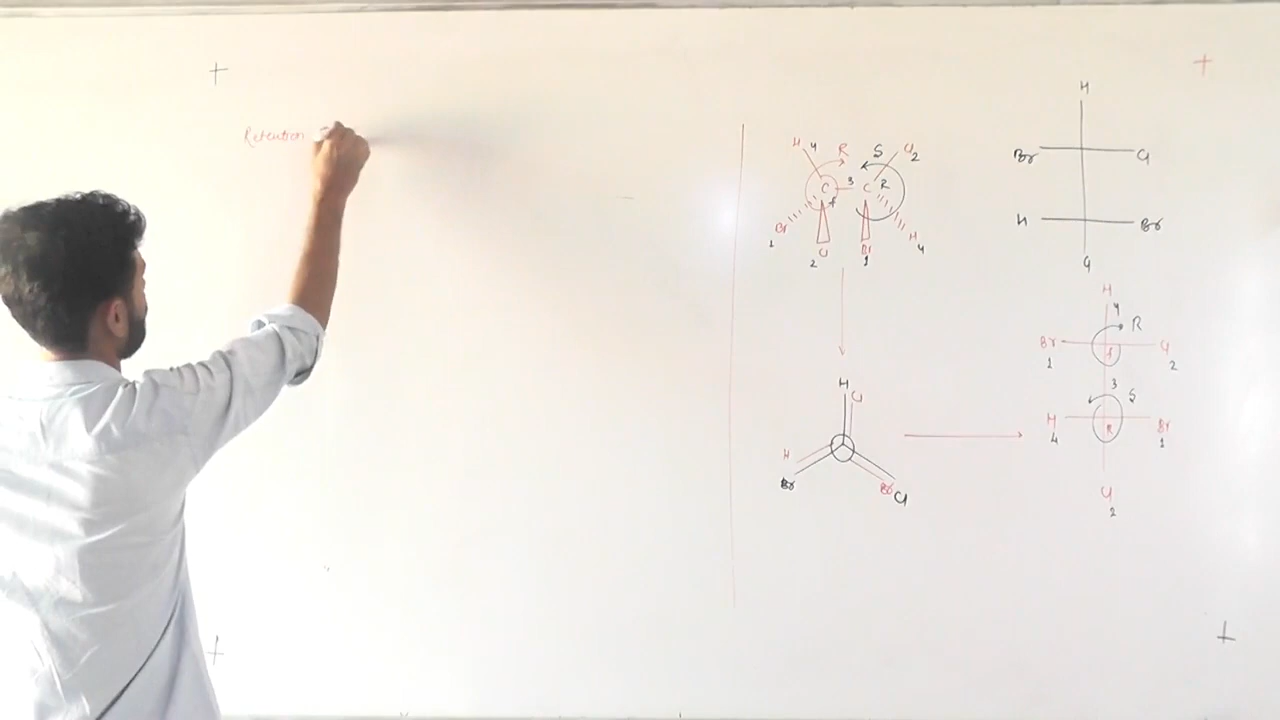 Retention
H 4 R S Cl 2
C 3 C R
Br
1
Cl
2
Br
1
H 4
H
Br Cl
H Br
Cl
H
4
R
Br Cl
1 2
3 S
H R Br
4 1
Cl
2
H Cl
H
Br
Br Cl